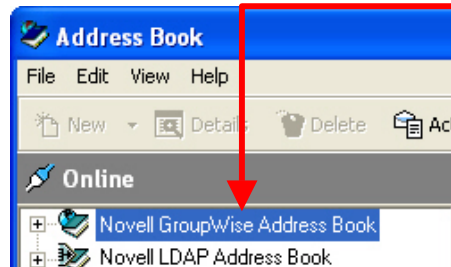 Address Book
File Edit View Help
New Details Delete
Online
Novell GroupWise Address Book
Novell LDAP Address Book